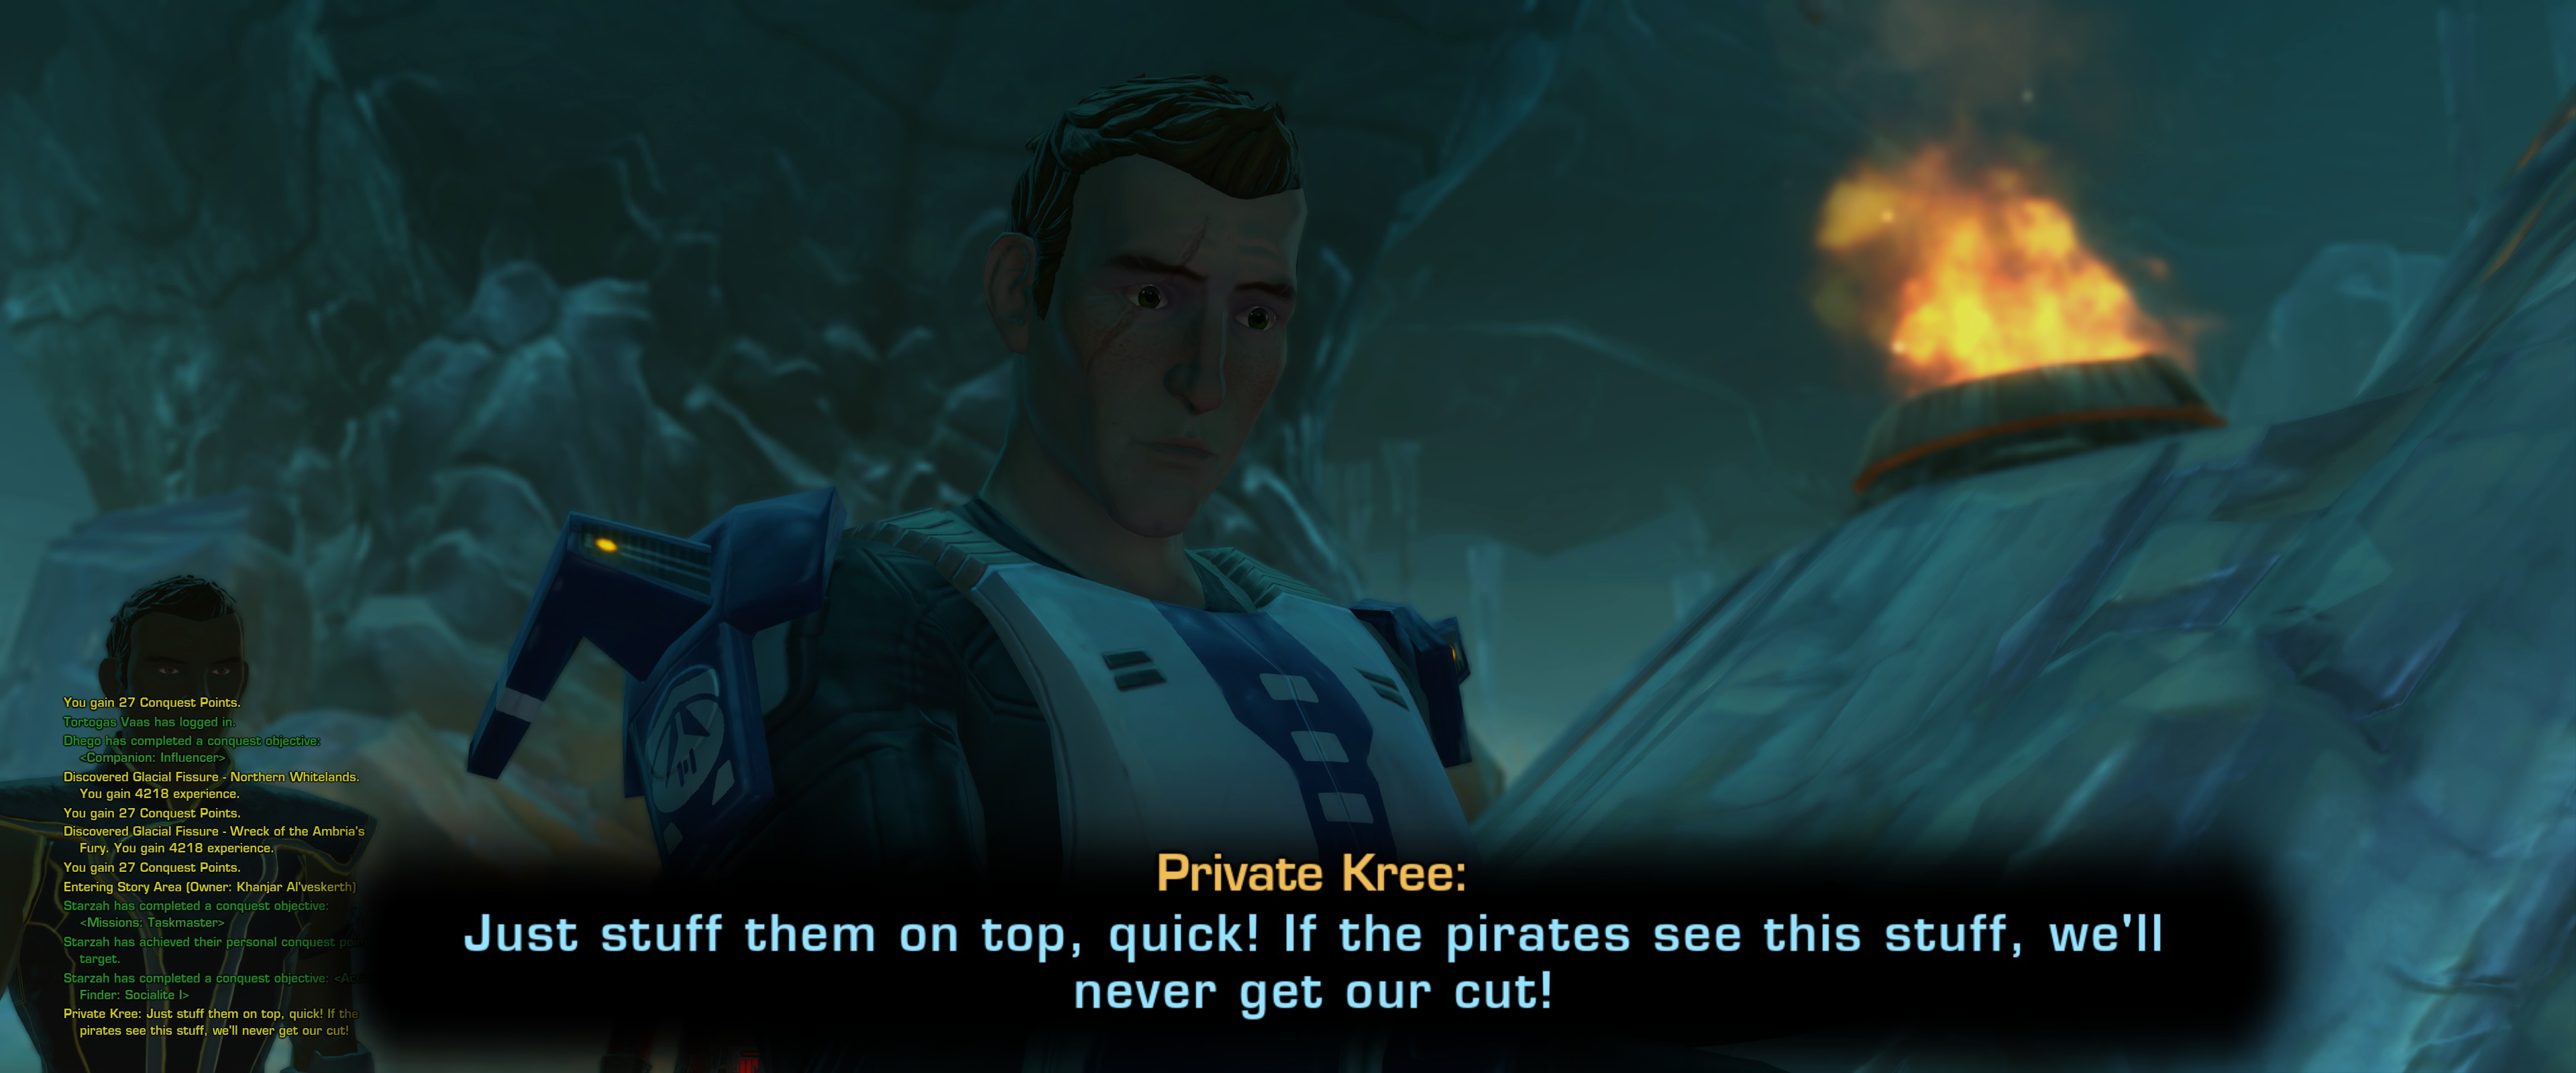 You gain 27 Conquest Points.
Tortogas Vaas has logged in.
Dhego has completed a conquest objective:
<Companion: Influencer>
Discovered Glacial Fissure - Northern Whitelands.
You gain 4218 experience.
You gain 27 Conquest Points.
Discovered Glacial Fissure - Wreck of the Ambria's
Fury. You gain 4218 experience.
You gain 27 Conquest Points.
Entering Story Area (Owner: Khanjar Al'veskerth)
Starzah has completed a conquest objective:
<Missions: Taskmaster>
Starzah has achieved their personal conquest
target.
Starzah has completed a conquest objective:
Finder: Socialite I>
Private Kree: Just stuff them on top, quick! If the
pirates see this stuff, we'll never get our cut!
Private Kree:
Just stuff them on top, quick! If the pirates see this stuff, we'll
never get our cut!